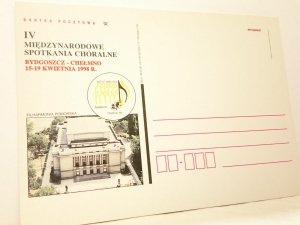 KARTKA POCZTOWA
IV
MIĘDZYNARODOWE
SPOTKANIA CHÓRALNE
BYDGOSZCZ - CHEŁMNO
15-19 KWIETNIA 1998 R.
FILHARMONIA POMORSKA